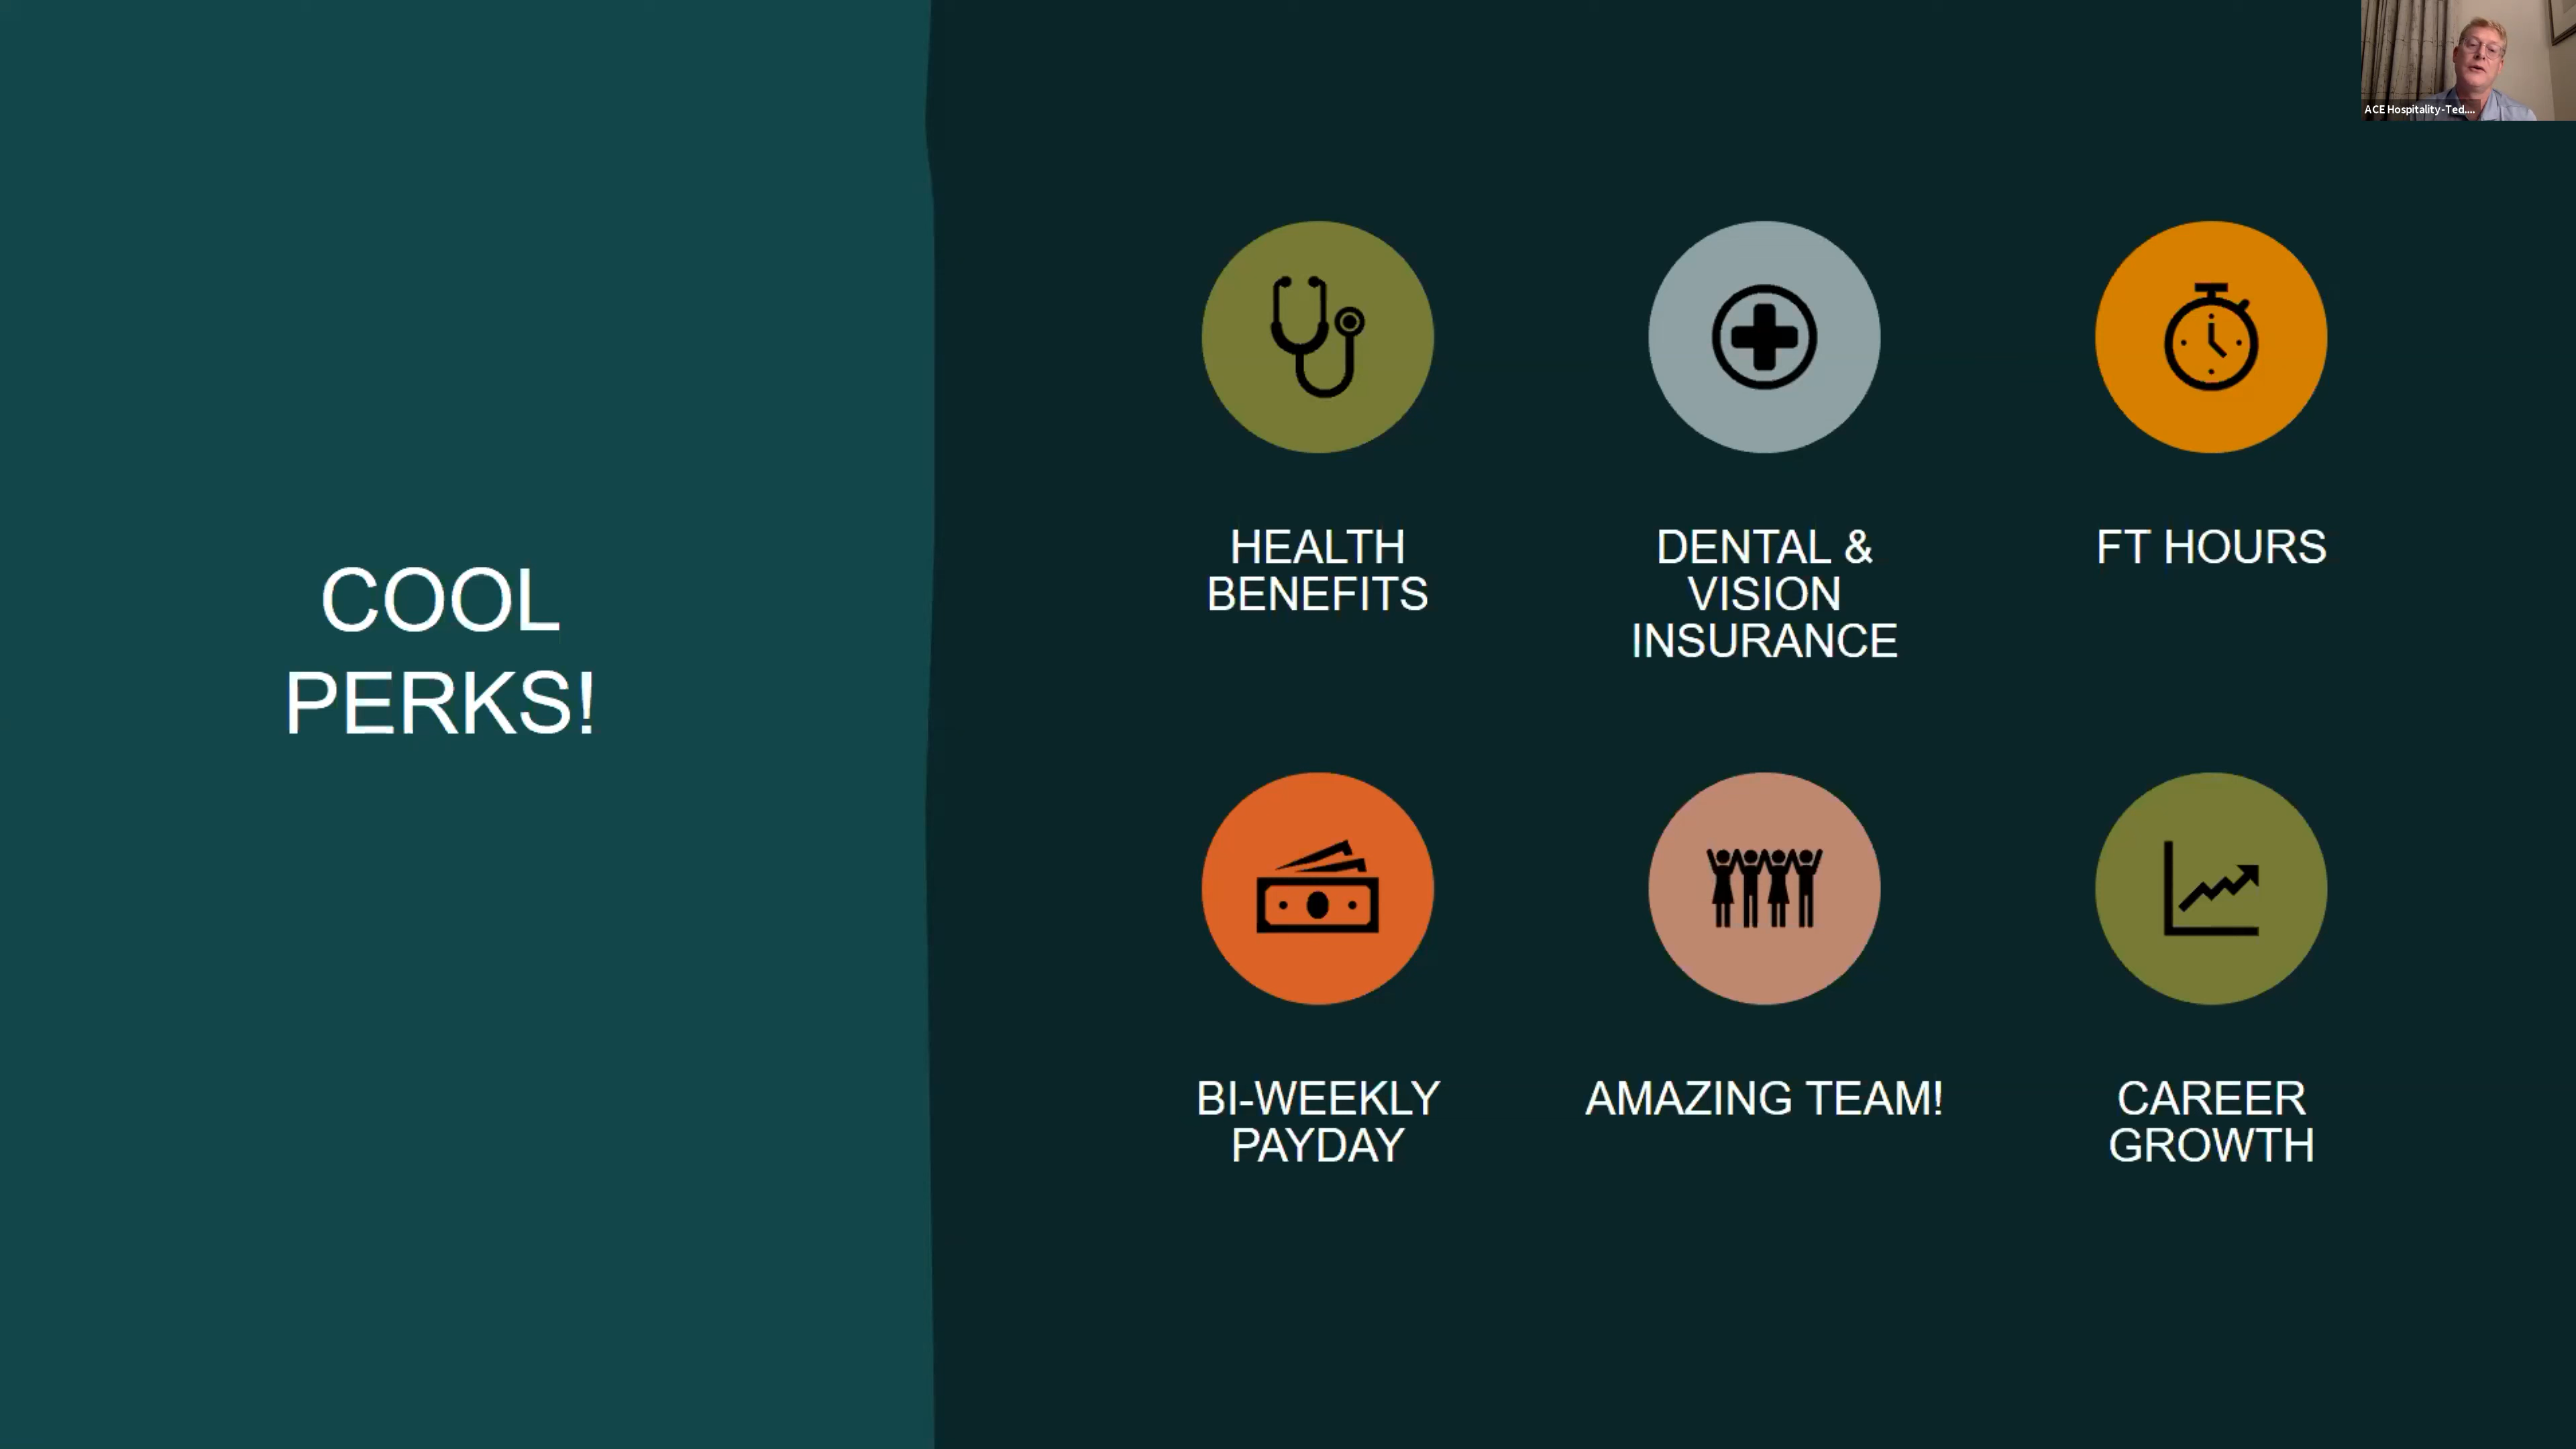 ACE Hospitality-Ted....
COOL
PERKS!
HEALTH
BENEFITS
DENTAL &
VISION
INSURANCE
FT HOURS
BI-WEEKLY
PAYDAY
AMAZING TEAM!
CAREER
GROWTH